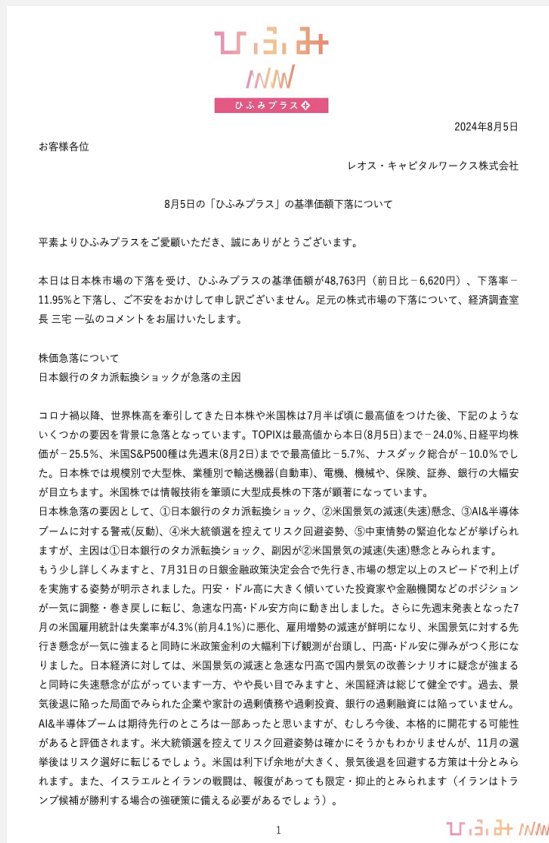 ひふみ
ひふみプラス
2024年8月5日
お客様各位
レオス・キャピタルワークス株式会社
8月5日の「ひふみプラス」の基準価額下落について
平素よりひふみプラスをご愛顧いただき、誠にありがとうございます。
本日は日本株市場の下落を受け、ひふみプラスの基準価額が48,763円（前日比－6,620円）、下落率－
11.95%と下落し、ご不安をおかけして申し訳ございません。足元の株式市場の下落について、経済調査室
長 三宅 一弘のコメントをお届けいたします。
株価急落について
日本銀行のタカ派転換ショックが急落の主因
コロナ禍以降、世界株高を牽引してきた日本株や米国株は7月半ば頃に最高値をつけた後、下記のような
いくつかの要因を背景に急落となっています。TOPIXは最高値から本日(8月5日)まで－24.0%、日経平均株
価が－25.5%、米国S&P500種は先週末(8月2日)までで最高値比－5.7%、ナスダック総合が－10.0%でし
た。日本株では規模別で大型株、業種別で輸送機器(自動車)、電機、機械や、保険、証券、銀行の大幅安
が目立ちます。米国株では情報技術を筆頭に大型成長株の下落が顕著になっています。
日本株急落の要因として、①日本銀行のタカ派転換ショック、②米国景気の減速(失速)懸念、③AI&半導体
ブームに対する警戒(反動)、④米大統領選を控えてリスク回避姿勢、⑤中東情勢の緊迫化などが挙げられ
ますが、主因は①日本銀行のタカ派転換ショック、副因が②米国景気の減速(失速)懸念とみられます。
もう少し詳しくみますと、7月31日の日銀金融政策決定会合で先行き、市場の想定以上のスピードで利上げ
を実施する姿勢が明示されました。円安・ドル高に大きく傾いていた投資家や金融機関などのポジション
が一気に調整・巻き戻しに転じ、急速な円高・ドル安方向に動き出しました。さらに先週末発表となった7
月の米国雇用統計は失業率が4.3%(前月4.1%)に悪化、雇用増勢の減速が鮮明になり、米国景気に対する先
行き懸念が一気に強まると同時に米政策金利の大幅利下げ観測が台頭し、円高・ドル安に弾みがつく形にな
りました。日本経済に対しては、米国景気の減速と急速な円高で国内景気の改善シナリオに疑念が強まる
と同時に失速懸念が広がっています一方、やや長い目でみますと、米国経済は総じて健全です。過去、景
気後退に陥った局面でみられた企業や家計の過剰債務や過剰投資、銀行の過剰融資には陥っていません。
AI&半導体ブームは期待先行のところは一部あったと思いますが、むしろ今後、本格的に開花する可能性
があると評価されます。米大統領選を控えてリスク回避姿勢は確かにそうかもわかりませんが、11月の選
挙後はリスク選好に転じるでしょう。米国は利下げ余地が大きく、景気後退を回避する方策は十分とみら
れます。また、イスラエルとイランの戦闘は、報復があっても限定・抑止的とみられます（イランはトラ
ンプ候補が勝利する場合の強硬策に備える必要があるでしょう）。
1
ひふみ